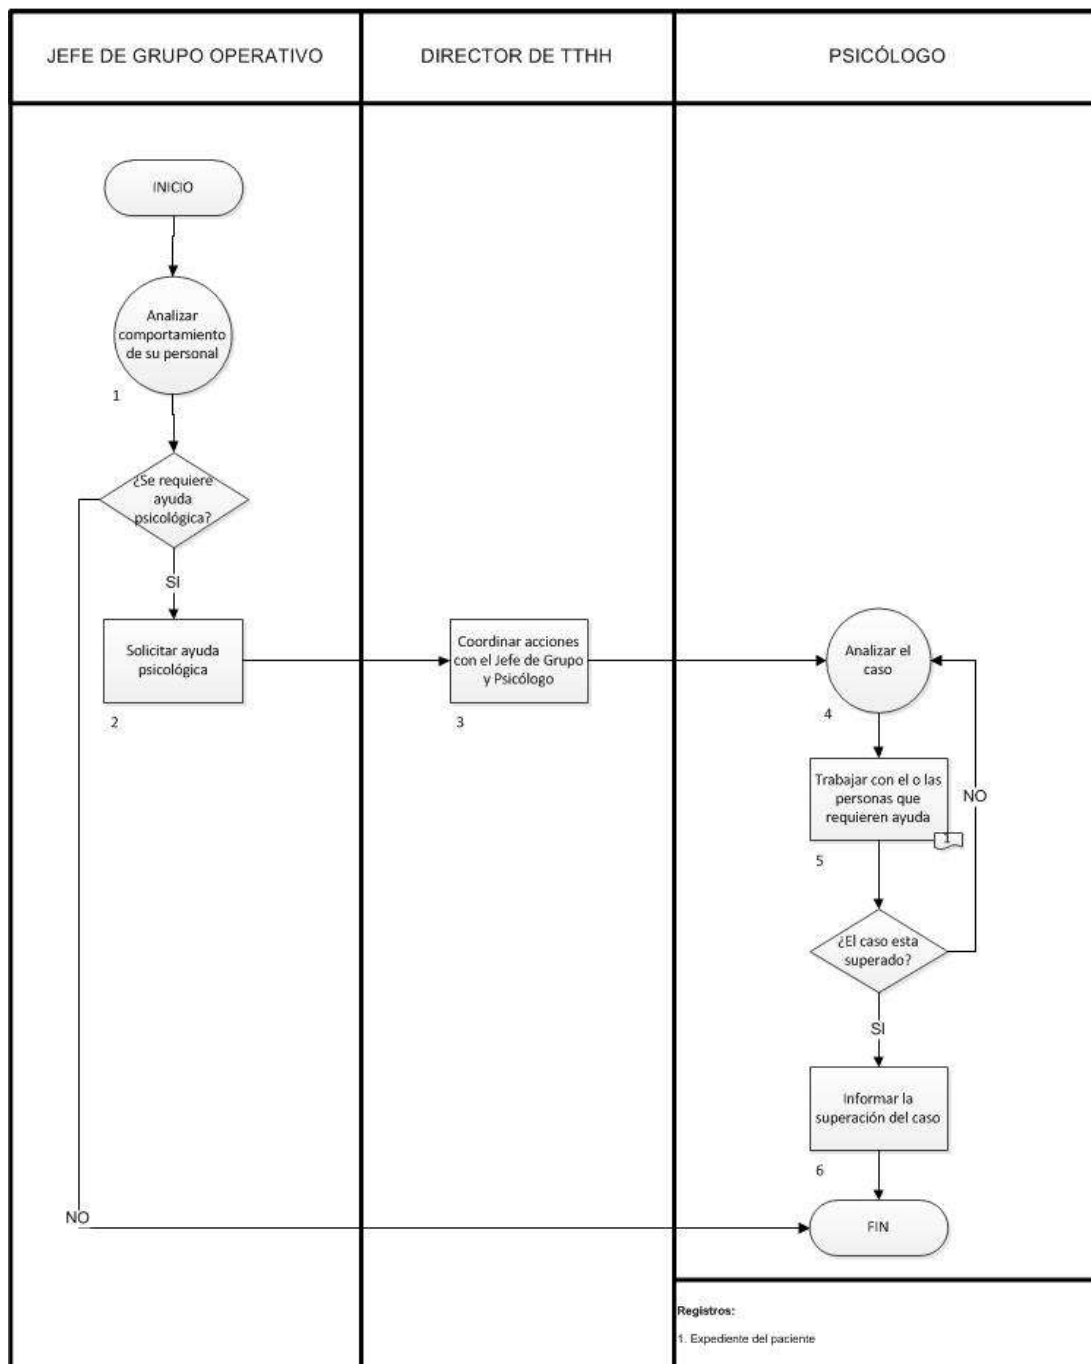 JEFE DE GRUPO OPERATIVO
DIRECTOR DE TTHH
PSICÓLOGO
INICIO
Analizar
comportamiento
de su personal
1
¿Se requiere
ayuda
psicológica?
SI
Solicitar ayuda
psicológica
2
Coordinar acciones
con el Jefe de Grupo
y Psicólogo
3
Analizar el
caso
4
Trabajar con el o las
personas que
requieren ayuda
1
5
NO
¿El caso esta
superado?
SI
Informar la
superación del caso
6
NO
FIN
Registros:
1. Expediente del paciente